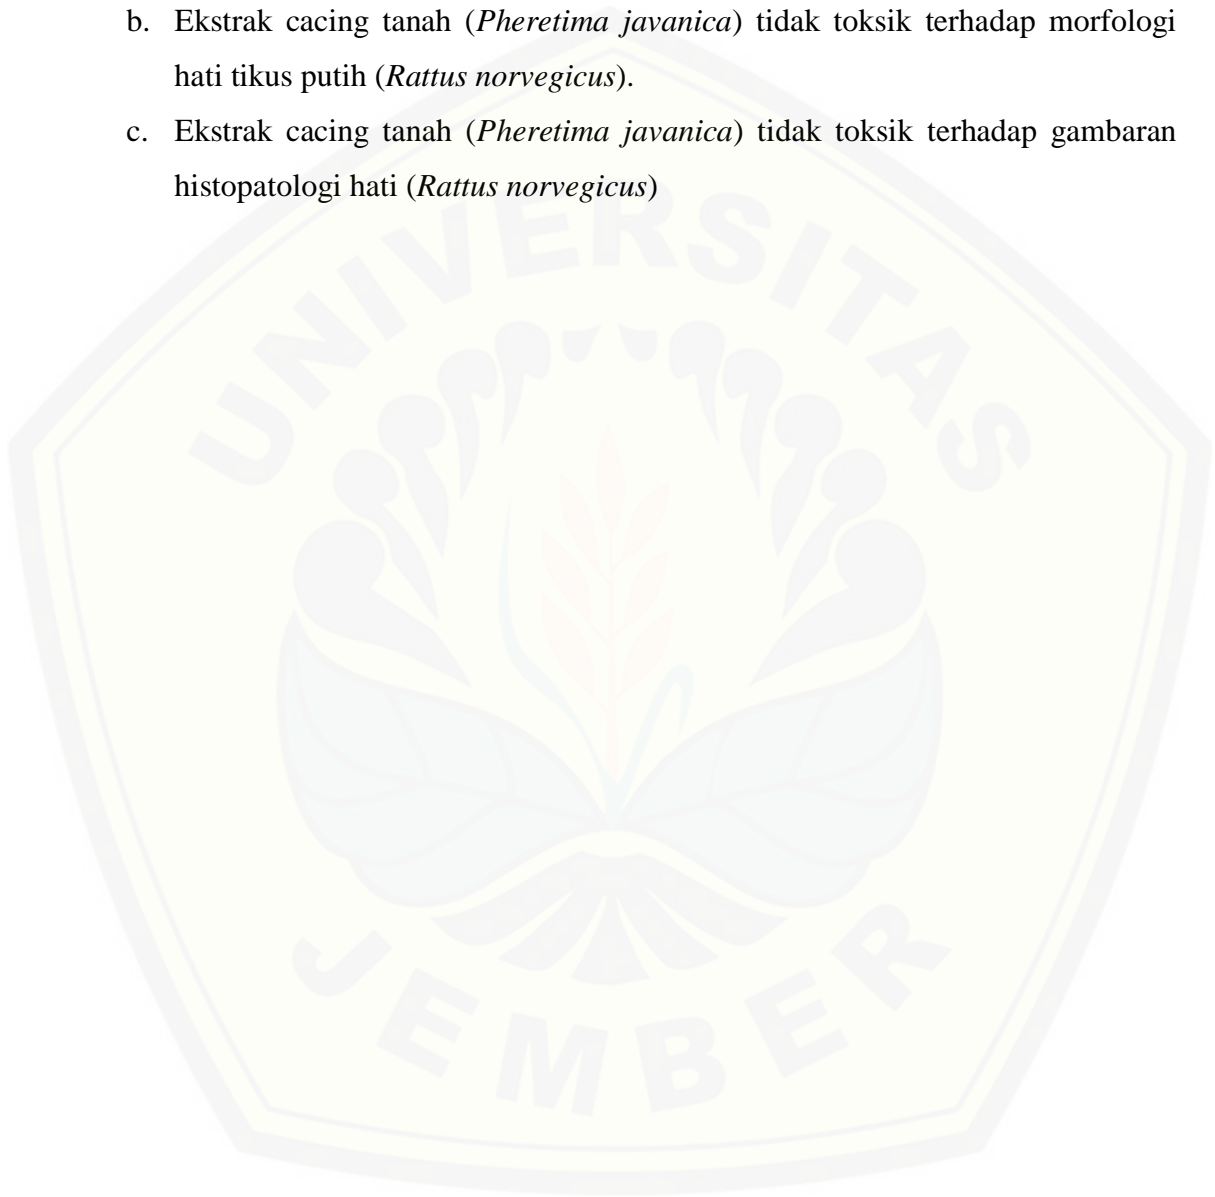 b. Ekstrak cacing tanah (Pheretima javanica) tidak toksik terhadap morfologi
hati tikus putih (Rattus norvegicus).
c. Ekstrak cacing tanah (Pheretima javanica) tidak toksik terhadap gambaran
histopatologi hati (Rattus norvegicus)
UNIVERSITAS
JEMBER